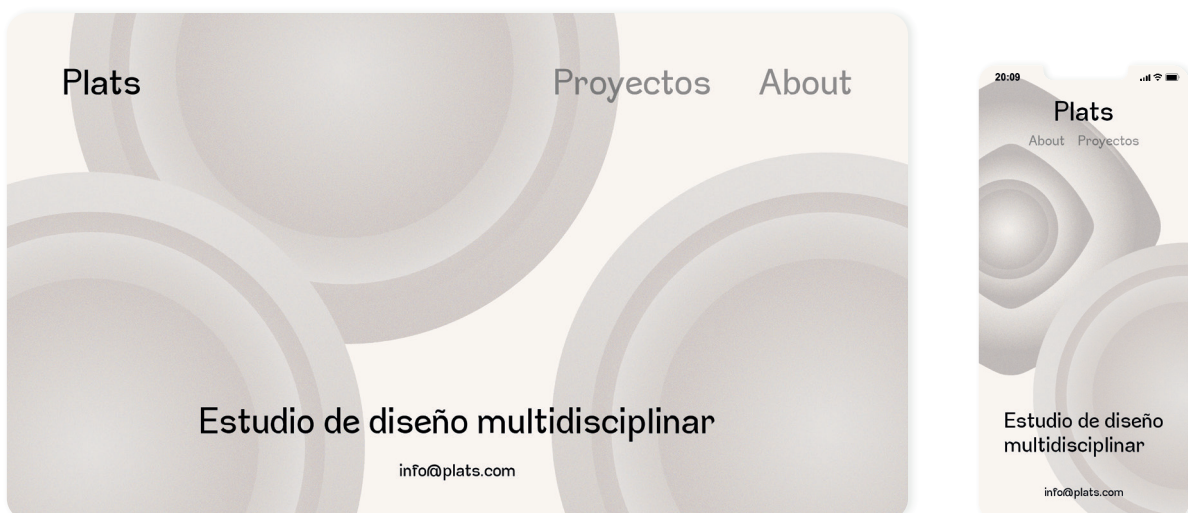 Plats
Proyectos About
Estudio de diseño multidisciplinar
info@plats.com
20:09
Plats
About Proyectos
Estudio de diseño
multidisciplinar
info@plats.com